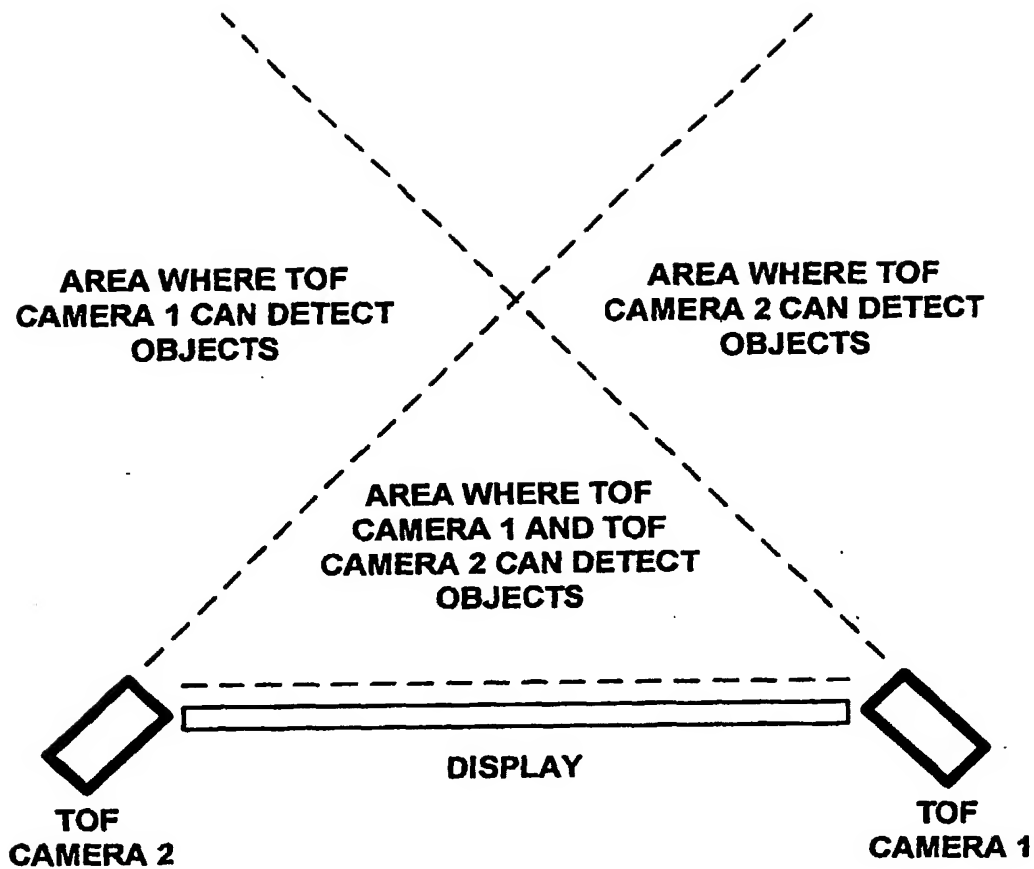 AREA WHERE TOF
CAMERA 1 CAN DETECT
OBJECTS
AREA WHERE TOF
CAMERA 2 CAN DETECT
OBJECTS
AREA WHERE TOF
CAMERA 1 AND TOF
CAMERA 2 CAN DETECT
OBJECTS
DISPLAY
TOF
CAMERA 2
TOF
CAMERA 1